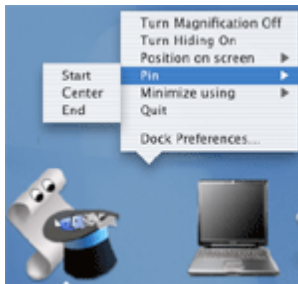 Turn Magnification Off
Turn Hiding On
Position on screen
Pin
Minimize using
Quit
Dock Preferences...
Start
Center
End